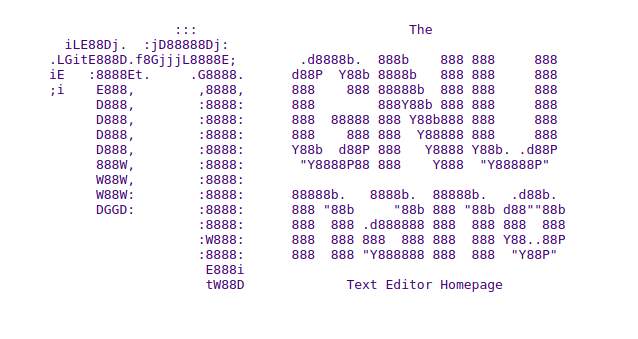 :::                           The
  iLE88Dj.  :jD88888Dj:
.LGitE888D.f8GjjjL8888E;        .d8888b.  888b    888 888     888
iE   :8888Et.     .G8888.      d88P  Y88b 8888b   888 888     888
;i    E888,        ,8888,      888    888 88888b  888 888     888
      D888,        :8888:      888        888Y88b 888 888     888
      D888,        :8888:      888  88888 888 Y88b888 888     888
      D888,        :8888:      888    888 888  Y88888 888     888
      D888,        :8888:      Y88b  d88P 888   Y8888 Y88b. .d88P
      888W,        :8888:       "Y8888P88 888    Y888  "Y88888P"
      W88W,        :8888:
      W88W:        :8888:      88888b.   8888b.  88888b.   .d88b.
      DGGD:        :8888:      888 "88b     "88b 888 "88b d88""88b
                   :8888:      888  888 .d888888 888  888 888  888
                   :W888:      888  888 888  888 888  888 Y88..88P
                   :8888:      888  888 "Y888888 888  888  "Y88P"
                    E888i
                    tW88D             Text Editor Homepage